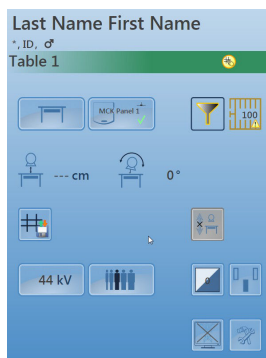 Last Name First Name
*, ID, ♂
Table 1
MCK Panel 1
100
--- cm
0°
44 kV